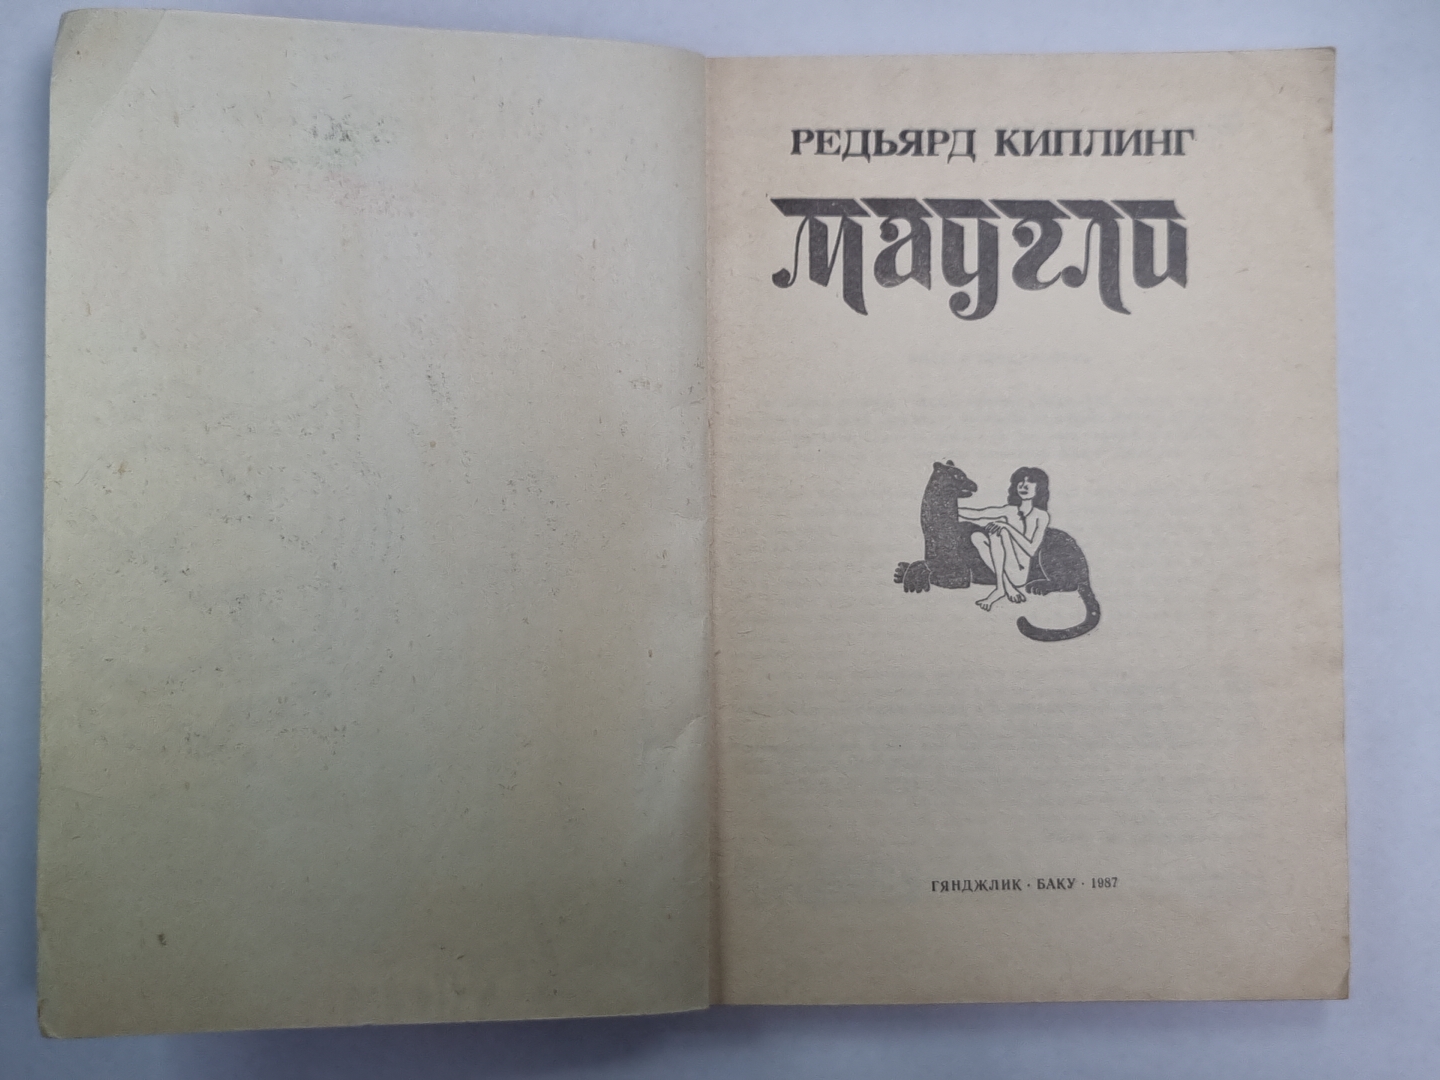 РЕДЬЯРД КИПЛИНГ
маугли
ГЯНДЖЛИК · БАКУ · 1987